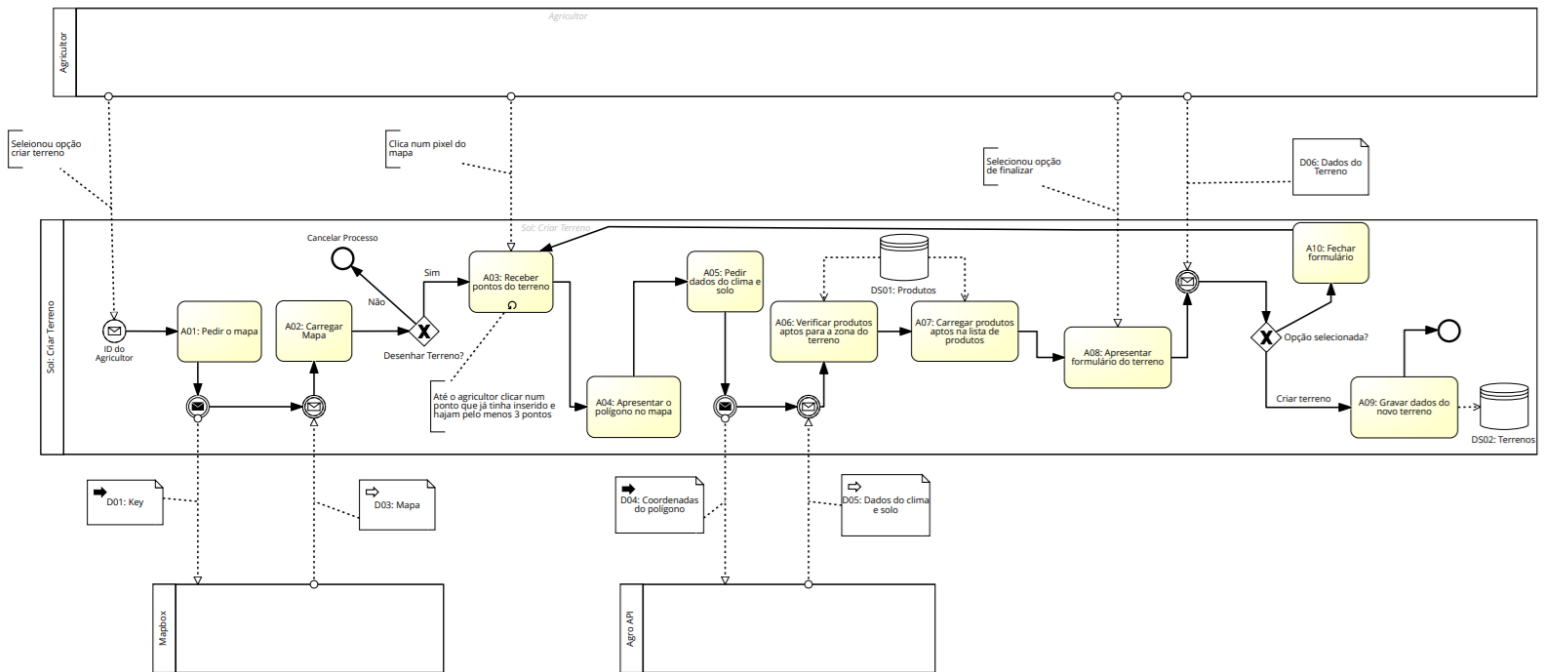 Agricultor
Agricultor
Seleionou opção
criar terreno
Clica num pixel do
mapa
Selecionou opção
de finalizar
D06: Dados do
Terreno
Sol: Criar Terreno
Sol: Criar Terreno
Cancelar Processo
ID do
Agricultor
A01: Pedir o mapa
A02: Carregar
Mapa
Não
Sim
Desenhar Terreno?
A03: Receber
pontos do terreno
Até o agricultor clicar num
ponto que já tinha inserido e
hajam pelo menos 3 pontos
A04: Apresentar o
polígono no mapa
A05: Pedir
dados do clima e
solo
DS01: Produtos
A06: Verificar produtos
aptos para a zona do
terreno
A07: Carregar produtos
aptos na lista de
produtos
A08: Apresentar
formulário do terreno
A10: Fechar
formulário
Opção selecionada?
Criar terreno
A09: Gravar dados do
novo terreno
DS02: Terrenos
D01: Key
D03: Mapa
D04: Coordenadas
do polígono
D05: Dados do clima
e solo
Mapbox
Agro API